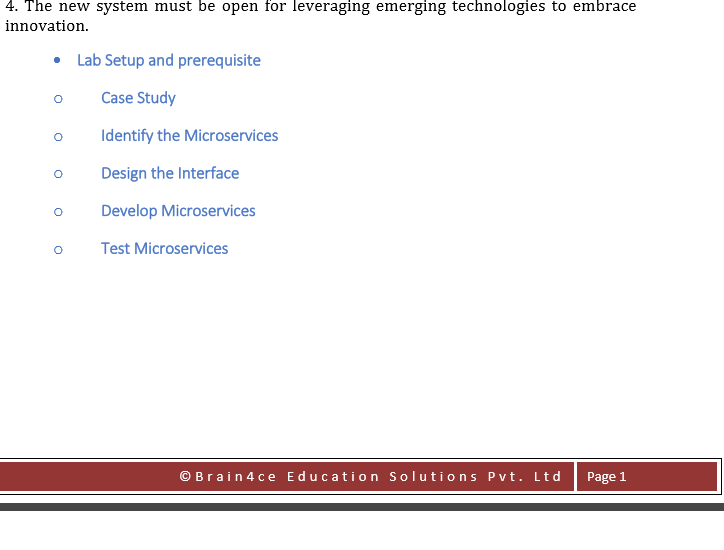 4. The new system must be open for leveraging emerging technologies to embrace
innovation.
• Lab Setup and prerequisite
o Case Study
o Identify the Microservices
o Design the Interface
o Develop Microservices
o Test Microservices
©Brain4ce Education Solutions Pvt. Ltd Page 1